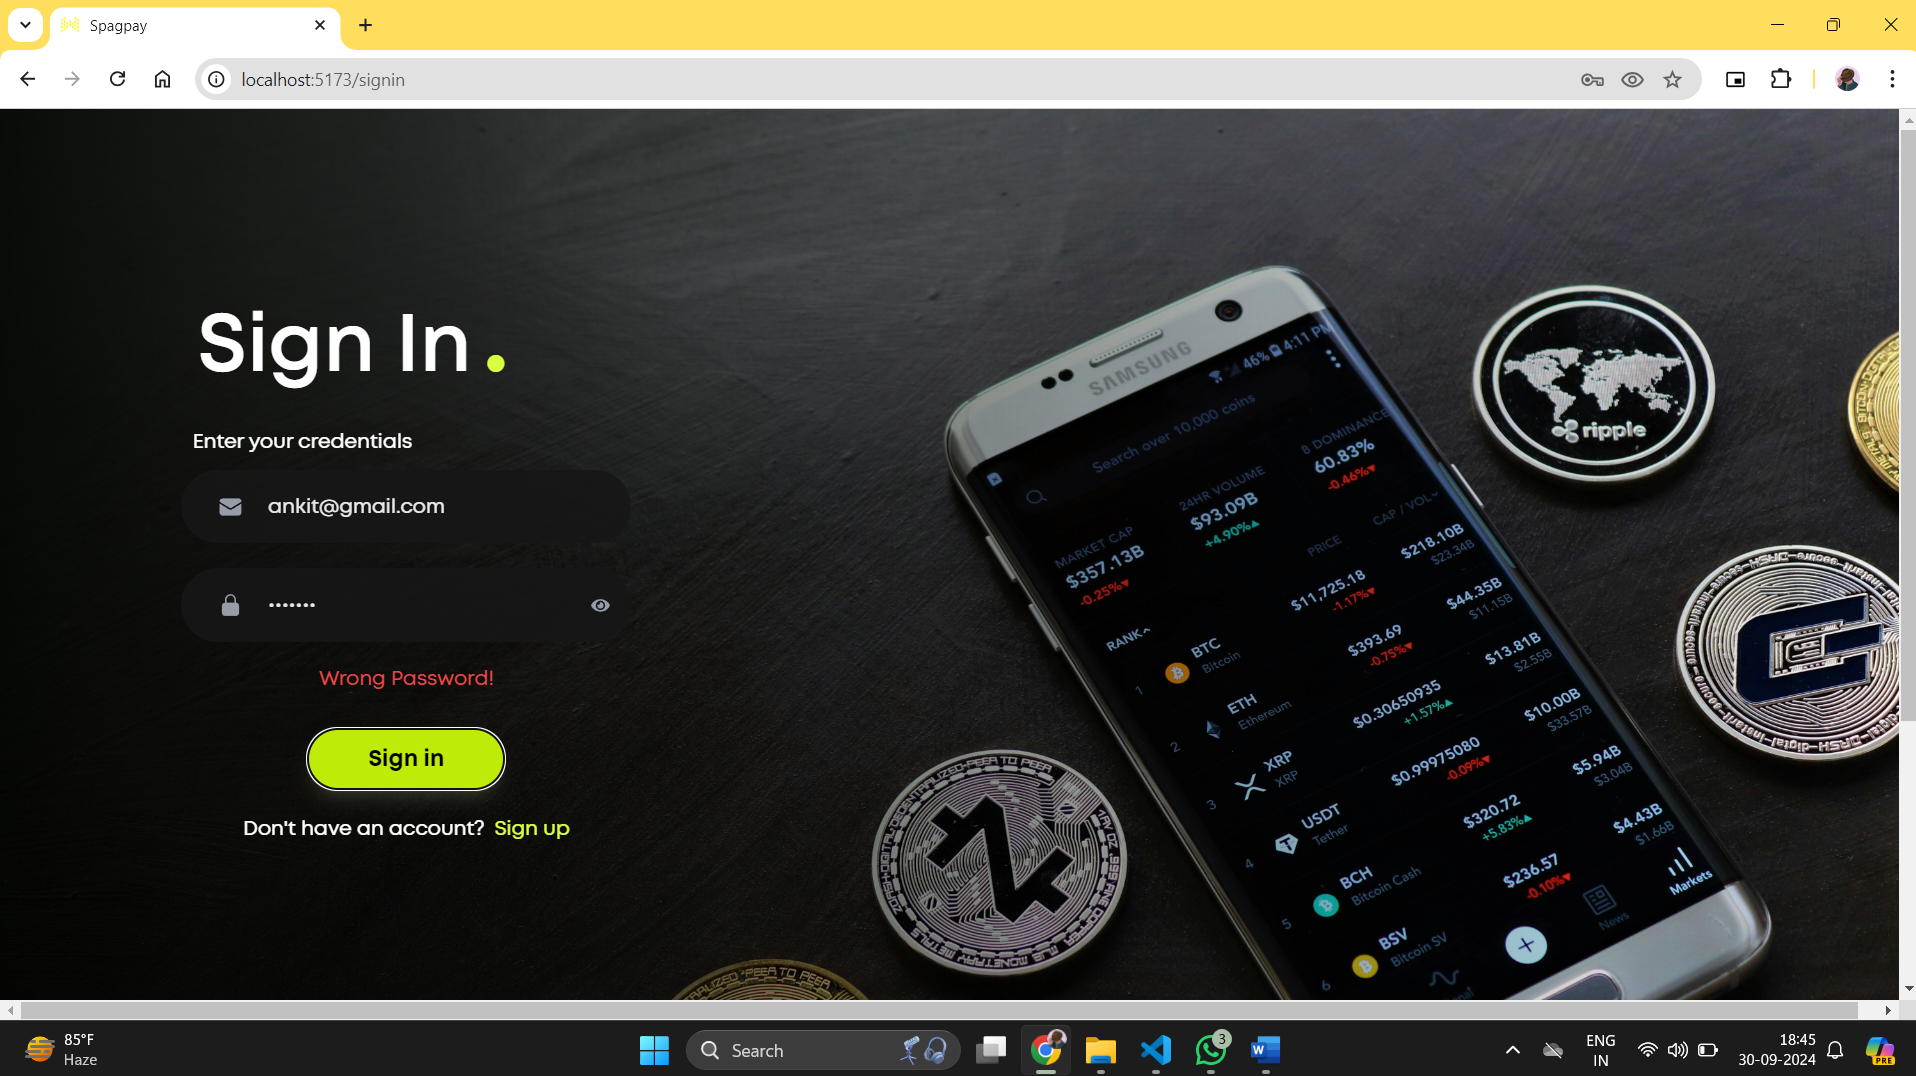 Spagpay
localhost:5173/signin
Sign In.
Enter your credentials
ankit@gmail.com
•••••••
Wrong Password!
Sign in
Don't have an account? Sign up
SAMSUNG
46% 4:11 PM
Search over 10,000 coins
MARKET CAP
$357.13B
-0.25%▼
24HR VOLUME
$93.09B
+4.90%▲
B DOMINANCE
60.83%
-0.46%▼
RANK
PRICE
CAP / VOL
1
BTC
Bitcoin
$11,725.18
-1.17%▼
$218.10B
$23.34B
2
ETH
Ethereum
$393.69
-0.75%▼
$44.35B
$11.15B
3
XRP
XRP
$0.30650935
+1.57%▲
$13.81B
$2.55B
4
USDT
Tether
$0.99975080
-0.09%▼
$10.00B
$33.57B
5
BCH
Bitcoin Cash
$320.72
+5.83%▲
$5.94B
$3.04B
6
BSV
Bitcoin SV
$236.57
-0.10%▼
$4.43B
$1.66B
News
Markets
ripple
85°F
Haze
Search
3
W
ENG
IN
18:45
30-09-2024
PRE